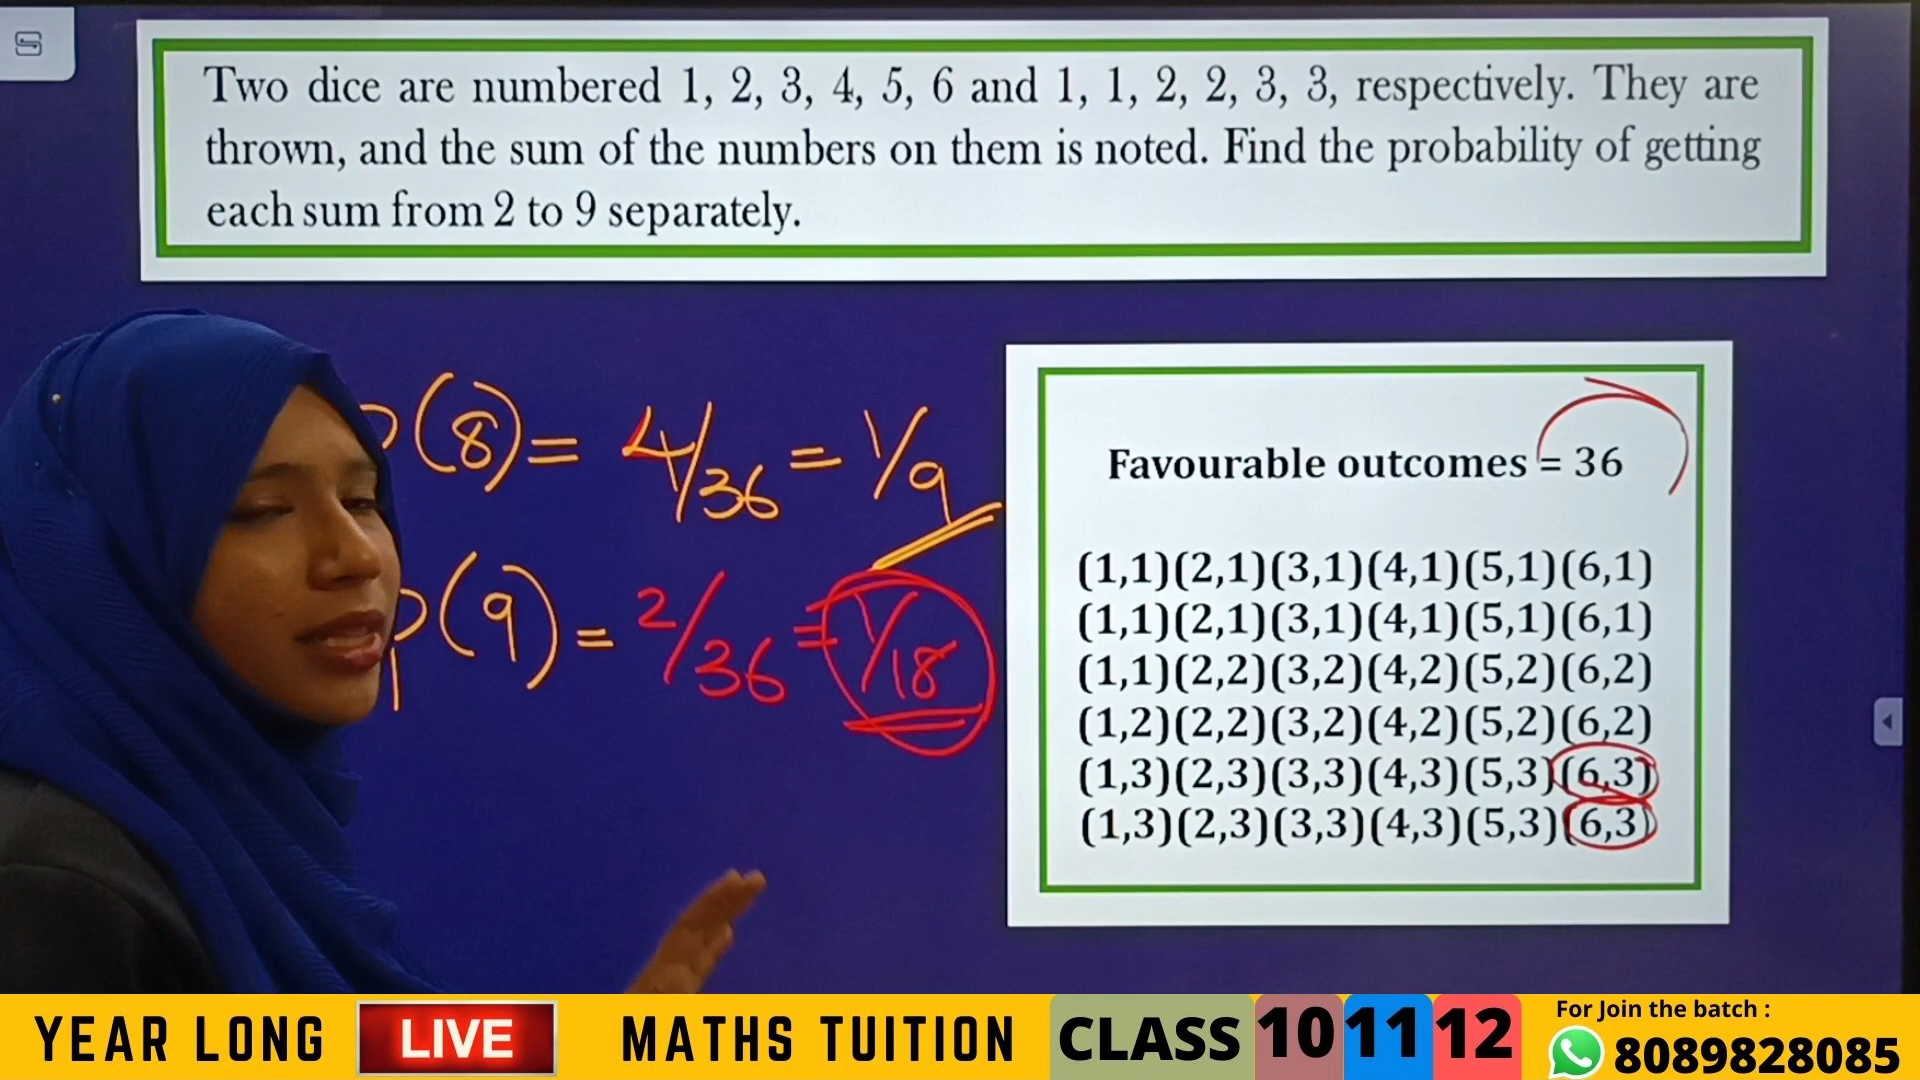 Two dice are numbered 1, 2, 3, 4, 5, 6 and 1, 1, 2, 2, 3, 3, respectively. They are
thrown, and the sum of the numbers on them is noted. Find the probability of getting
each sum from 2 to 9 separately.
P(8) = 4/36 = 1/9
P(9) = 2/36 = 1/18
Favourable outcomes = 36
(1,1)(2,1)(3,1)(4,1)(5,1)(6,1)
(1,1)(2,1)(3,1)(4,1)(5,1)(6,1)
(1,1)(2,2)(3,2)(4,2)(5,2)(6,2)
(1,2)(2,2)(3,2)(4,2)(5,2)(6,2)
(1,3)(2,3)(3,3)(4,3)(5,3)(6,3)
(1,3)(2,3)(3,3)(4,3)(5,3)(6,3)
YEAR LONG LIVE MATHS TUITION CLASS 10 11 12
For Join the batch :
8089828085